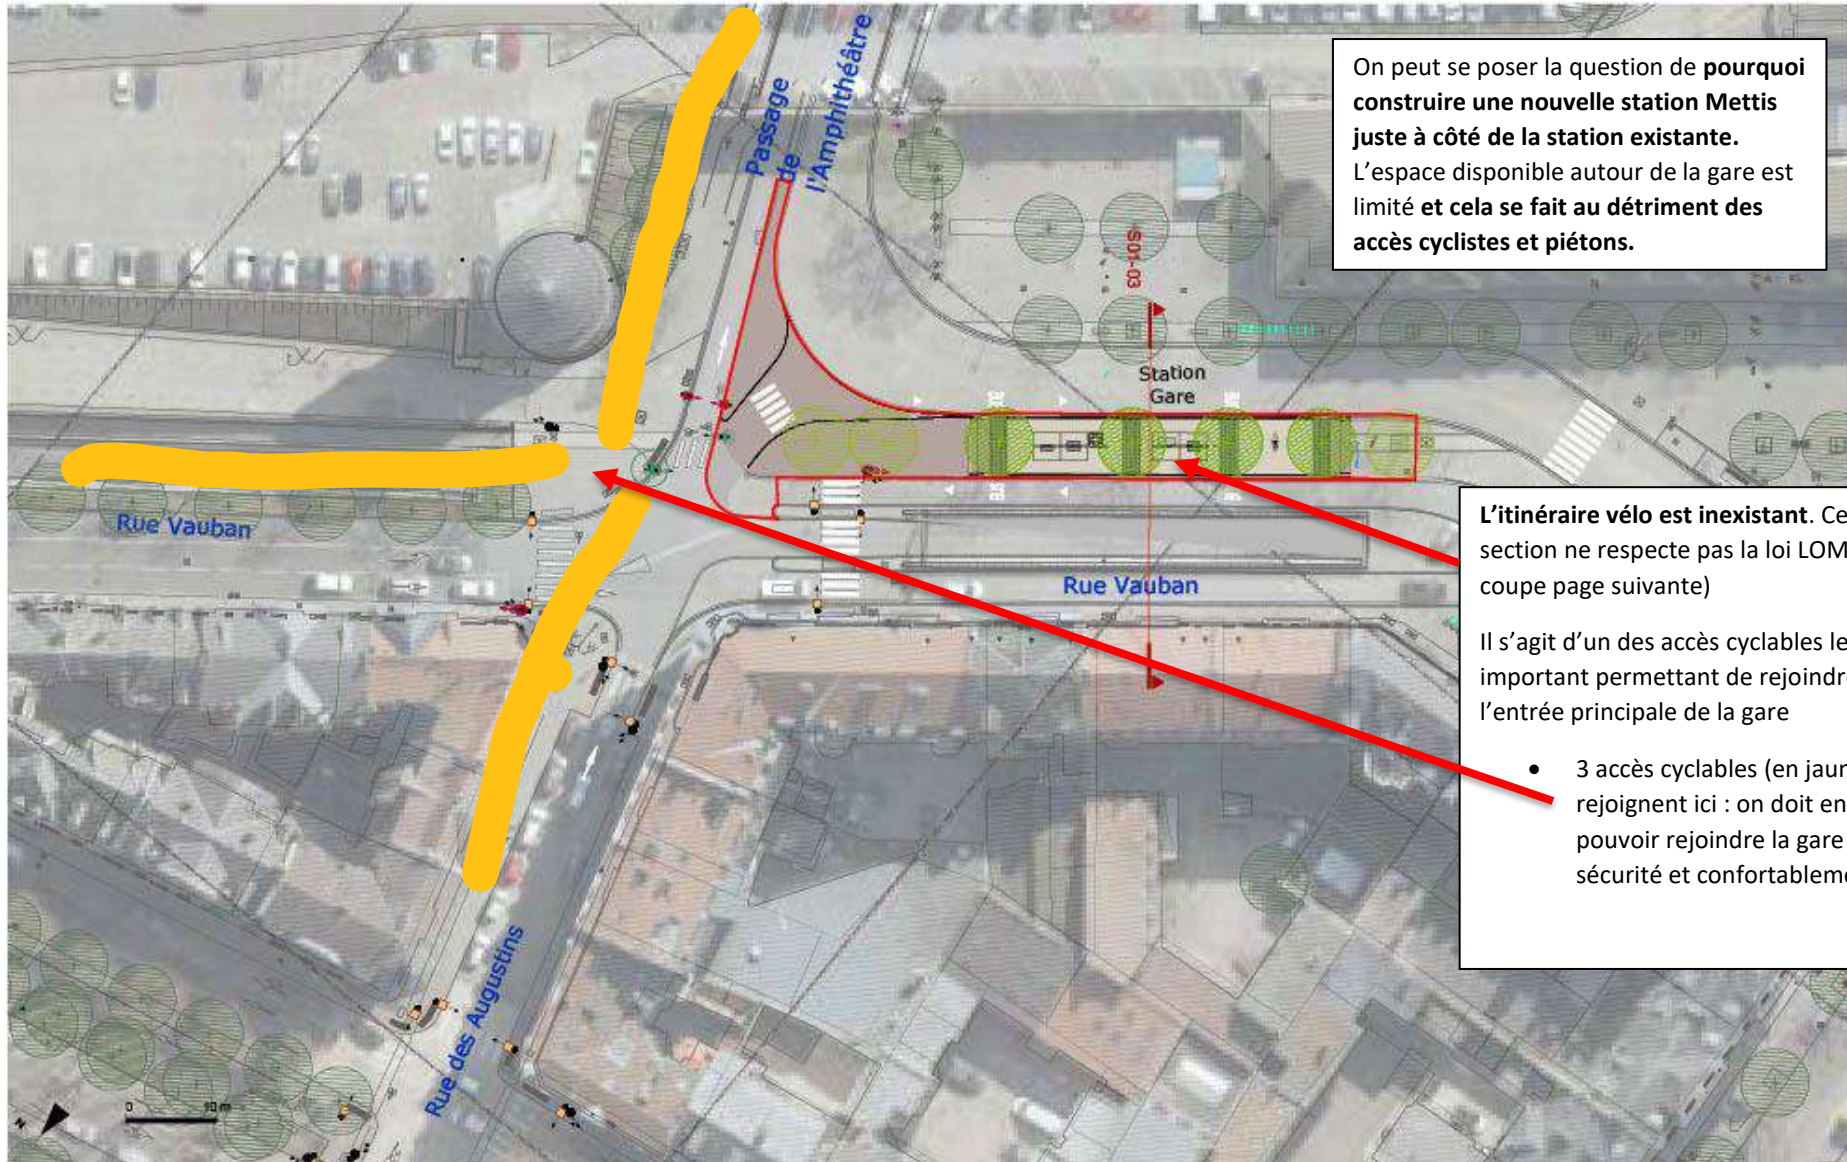 On peut se poser la question de pourquoi
construire une nouvelle station Mettis
juste à côté de la station existante.
L'espace disponible autour de la gare est
limité et cela se fait au détriment des
accès cyclistes et piétons.
Passage
de
l'Amphithéâtre
S01-03
Station
Gare
BUS
BUS
Rue Vauban
Rue Vauban
L'itinéraire vélo est inexistant. Ce
section ne respecte pas la loi LOM
coupe page suivante)
Il s'agit d'un des accès cyclables le
important permettant de rejoindr
l'entrée principale de la gare
• 3 accès cyclables (en jaun
rejoignent ici : on doit en
pouvoir rejoindre la gare
sécurité et confortableme
Rue des Augustins
N
0 10 m